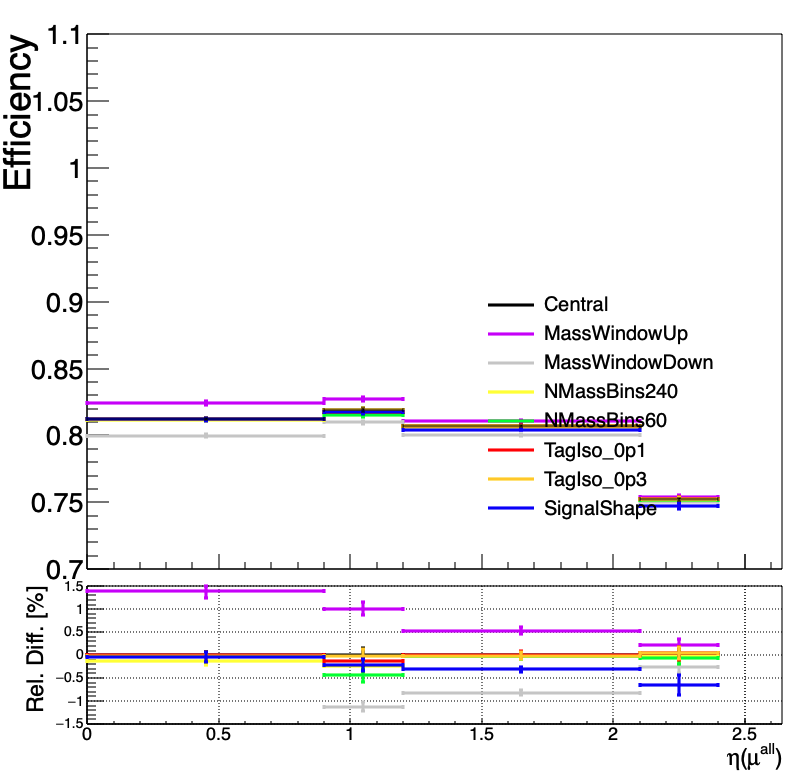 Efficiency
1.1
1.05
1
0.95
0.9
0.85
0.8
0.75
0.7
Central
MassWindowUp
MassWindowDown
NMassBins240
NMassBins60
TagIso_0p1
TagIso_0p3
SignalShape
Rel. Diff. [%]
1.5
1
0.5
0
−0.5
−1
−1.5
0 0.5 1 1.5 2 2.5
η(μ^all)